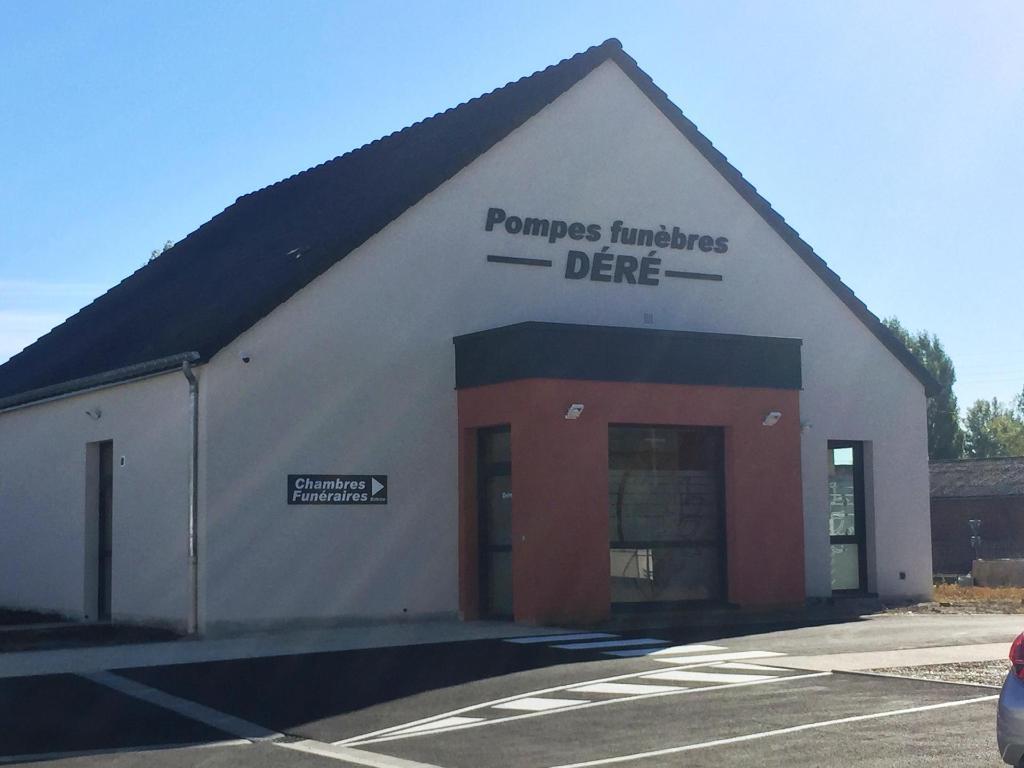 Pompes funèbres
DÉRÉ
Chambres
Funéraires